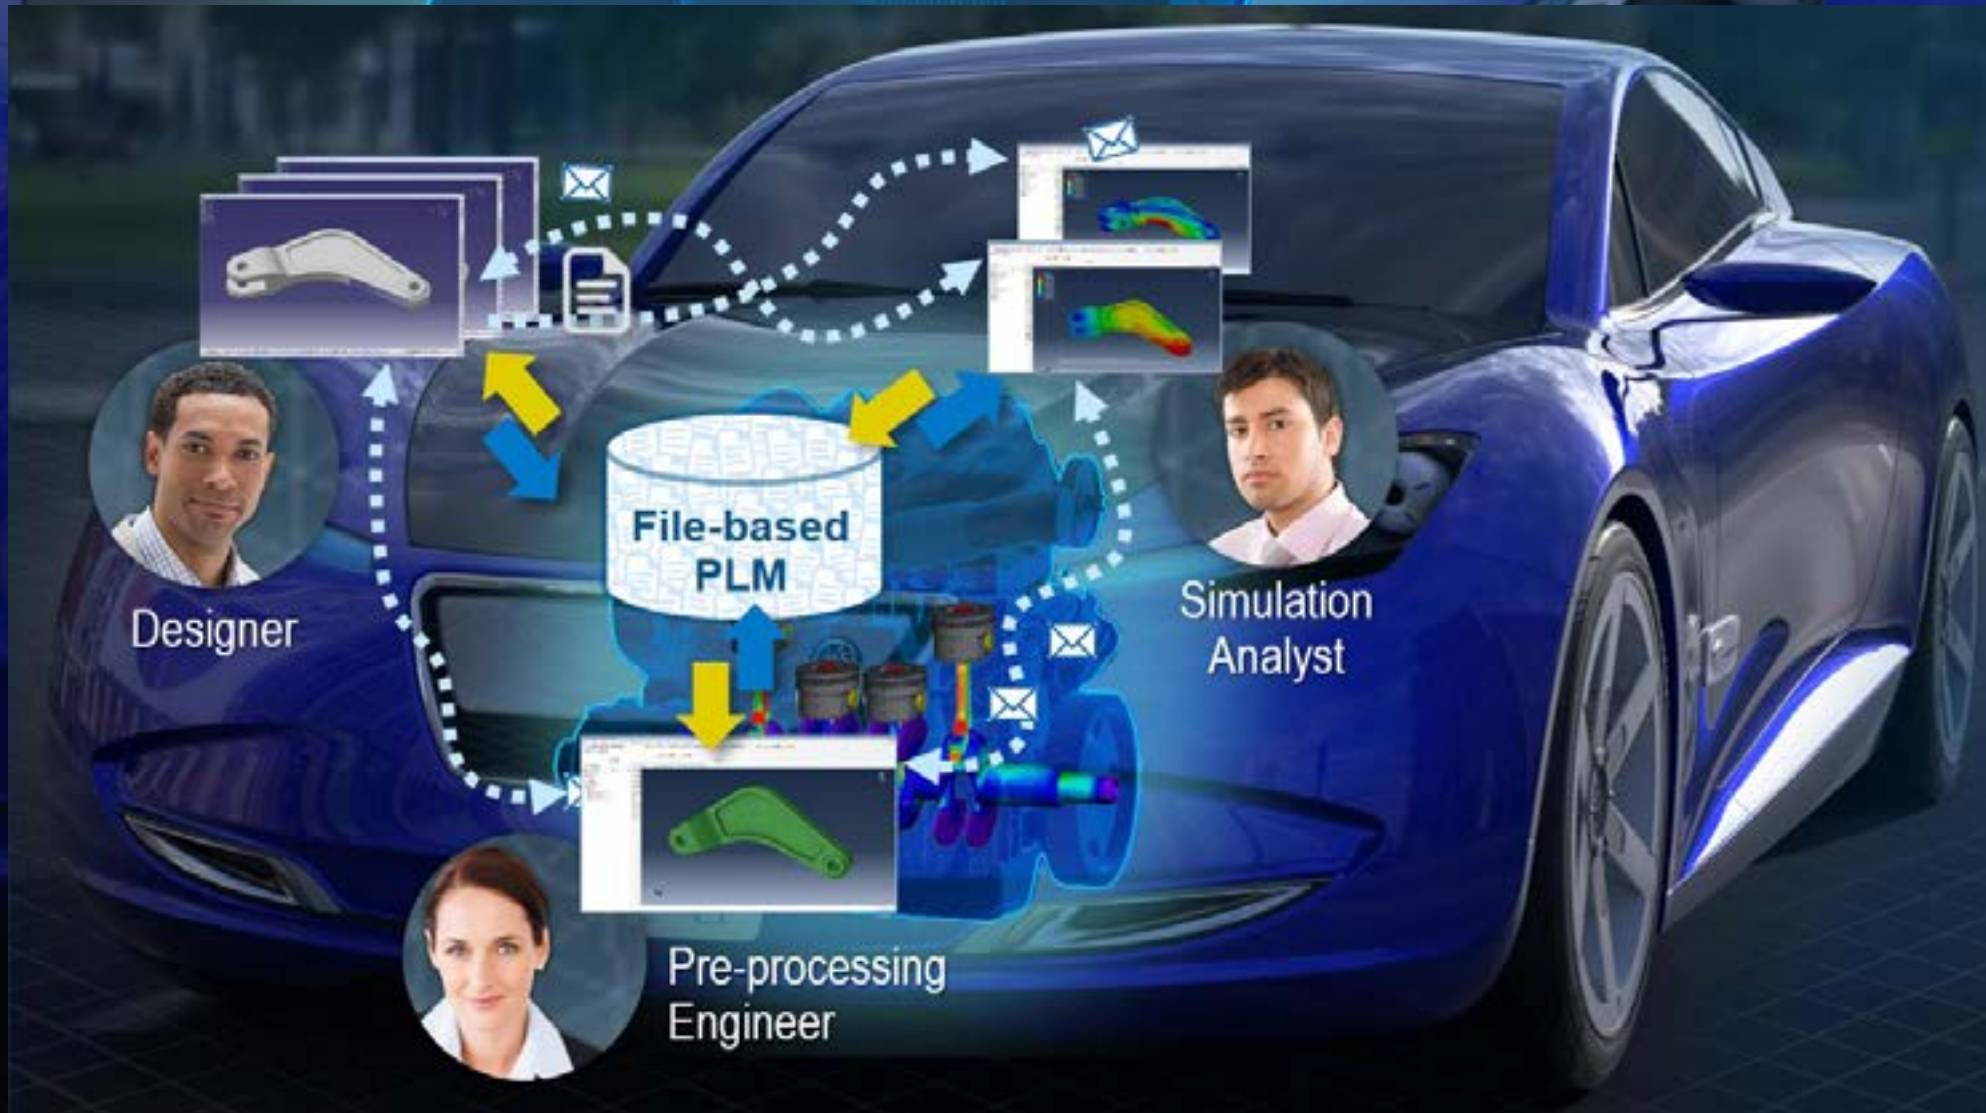 File-based
PLM
Designer
Simulation
Analyst
Pre-processing
Engineer